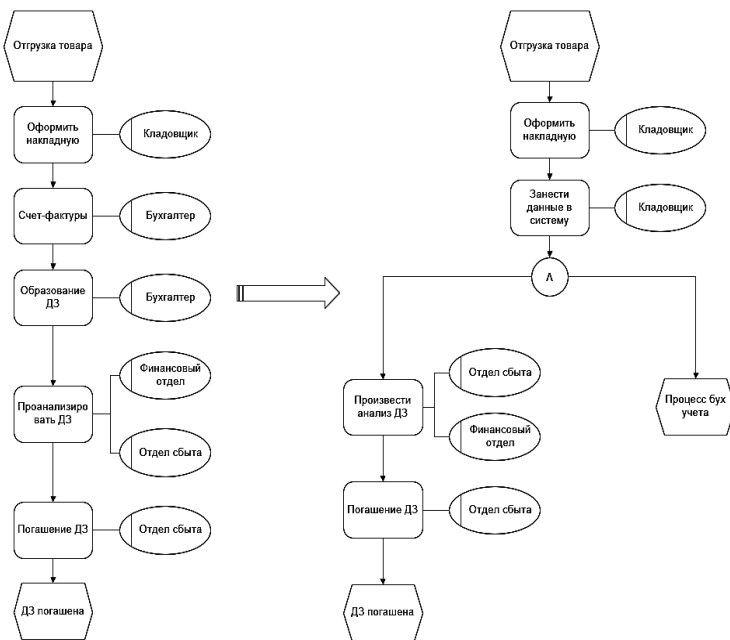 Отгрузка товара
Оформить
накладную
Кладовщик
Счет-фактуры
Бухгалтер
Образование
ДЗ
Бухгалтер
Финансовый
отдел
Проанализиро
вать ДЗ
Отдел сбыта
Погашение ДЗ
Отдел сбыта
ДЗ погашена
Отгрузка товара
Оформить
накладную
Кладовщик
Занести
данные в
систему
Кладовщик
А
Отдел сбыта
Произвести
анализ ДЗ
Финансовый
отдел
Процесс бух
учета
Погашение ДЗ
Отдел сбыта
ДЗ погашена